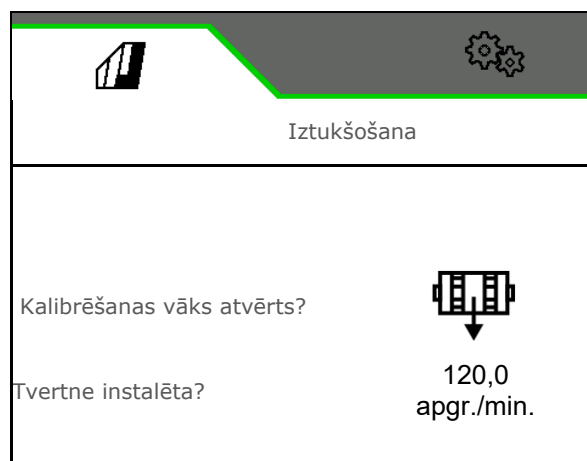 Iztukšošana
Kalibrēšanas vāks atvērts?
Tvertne instalēta?
120,0
apgr./min.